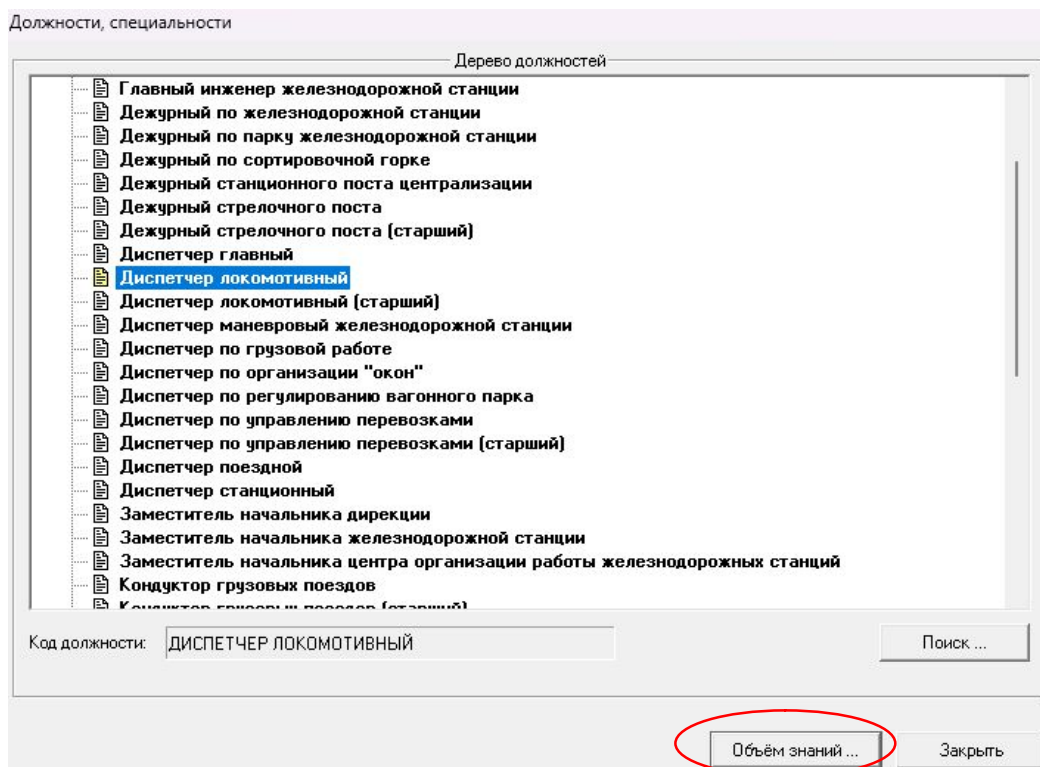 Должности, специальности
Дерево должностей
Главный инженер железнодорожной станции
Дежурный по железнодорожной станции
Дежурный по парку железнодорожной станции
Дежурный по сортировочной горке
Дежурный станционного поста централизации
Дежурный стрелочного поста
Дежурный стрелочного поста (старший)
Диспетчер главный
Диспетчер локомотивный
Диспетчер локомотивный (старший)
Диспетчер маневровый железнодорожной станции
Диспетчер по грузовой работе
Диспетчер по организации "окон"
Диспетчер по регулированию вагонного парка
Диспетчер по управлению перевозками
Диспетчер по управлению перевозками (старший)
Диспетчер поездной
Диспетчер станционный
Заместитель начальника дирекции
Заместитель начальника железнодорожной станции
Заместитель начальника центра организации работы железнодорожных станций
Кондуктор грузовых поездов
Кондуктор грузовых поездов (старший)
Код должности: ДИСПЕТЧЕР ЛОКОМОТИВНЫЙ Поиск ...
Объём знаний ... Закрыть